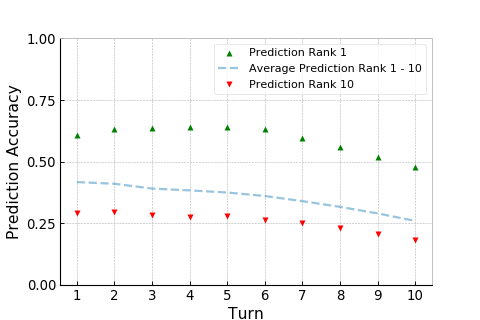 1.00
0.75
0.50
0.25
0.00
Prediction Accuracy
Prediction Rank 1
Average Prediction Rank 1 - 10
Prediction Rank 10
1 2 3 4 5 6 7 8 9 10
Turn